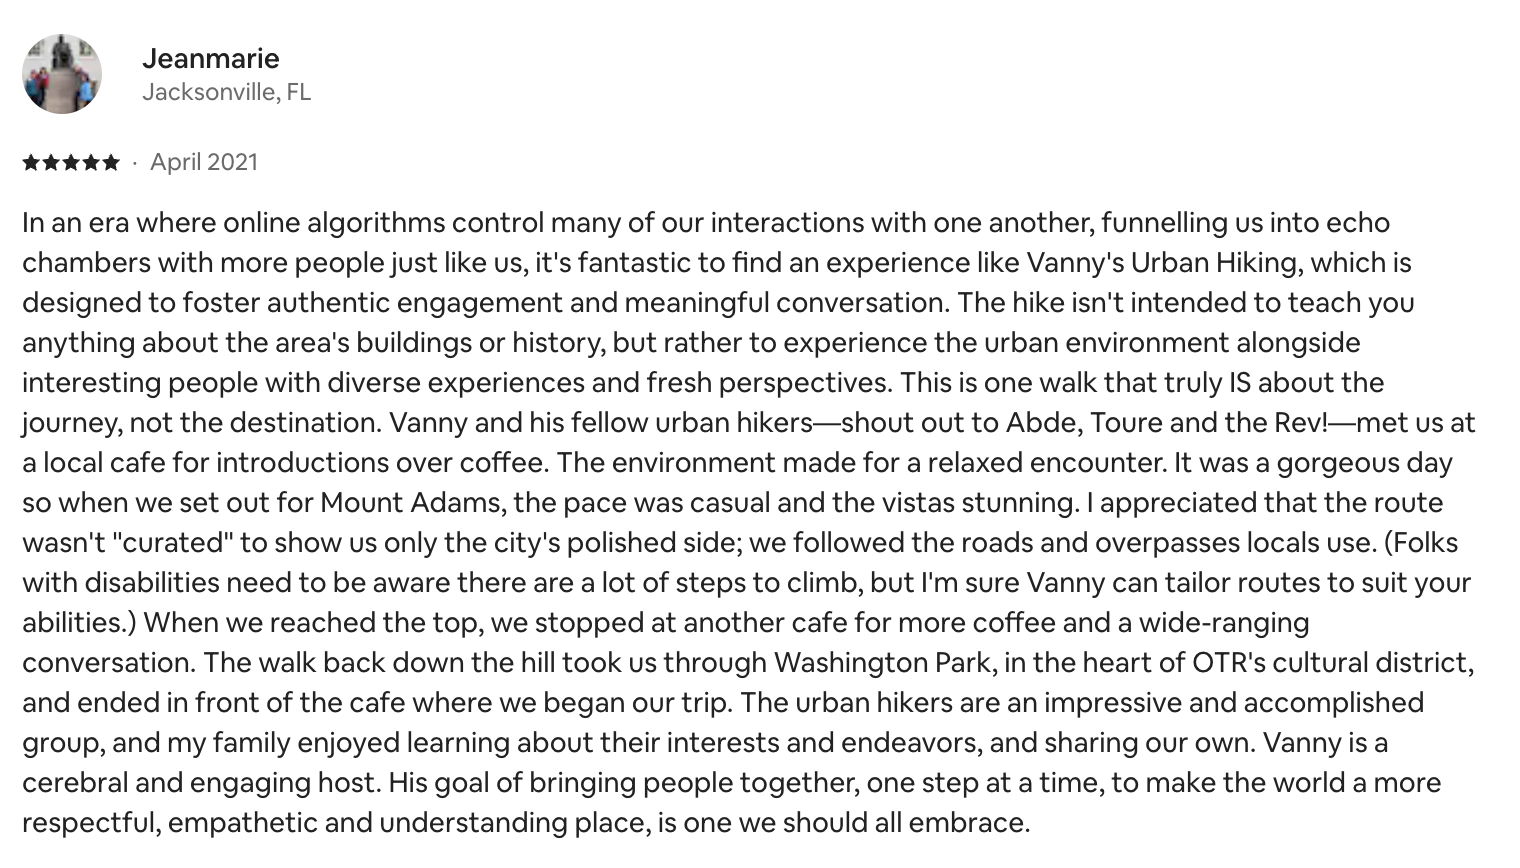 Jeanmarie
Jacksonville, FL
★★★★★ · April 2021
In an era where online algorithms control many of our interactions with one another, funnelling us into echo
chambers with more people just like us, it's fantastic to find an experience like Vanny's Urban Hiking, which is
designed to foster authentic engagement and meaningful conversation. The hike isn't intended to teach you
anything about the area's buildings or history, but rather to experience the urban environment alongside
interesting people with diverse experiences and fresh perspectives. This is one walk that truly IS about the
journey, not the destination. Vanny and his fellow urban hikers—shout out to Abde, Toure and the Rev!—met us at
a local cafe for introductions over coffee. The environment made for a relaxed encounter. It was a gorgeous day
so when we set out for Mount Adams, the pace was casual and the vistas stunning. I appreciated that the route
wasn't "curated" to show us only the city's polished side; we followed the roads and overpasses locals use. (Folks
with disabilities need to be aware there are a lot of steps to climb, but I'm sure Vanny can tailor routes to suit your
abilities.) When we reached the top, we stopped at another cafe for more coffee and a wide-ranging
conversation. The walk back down the hill took us through Washington Park, in the heart of OTR's cultural district,
and ended in front of the cafe where we began our trip. The urban hikers are an impressive and accomplished
group, and my family enjoyed learning about their interests and endeavors, and sharing our own. Vanny is a
cerebral and engaging host. His goal of bringing people together, one step at a time, to make the world a more
respectful, empathetic and understanding place, is one we should all embrace.